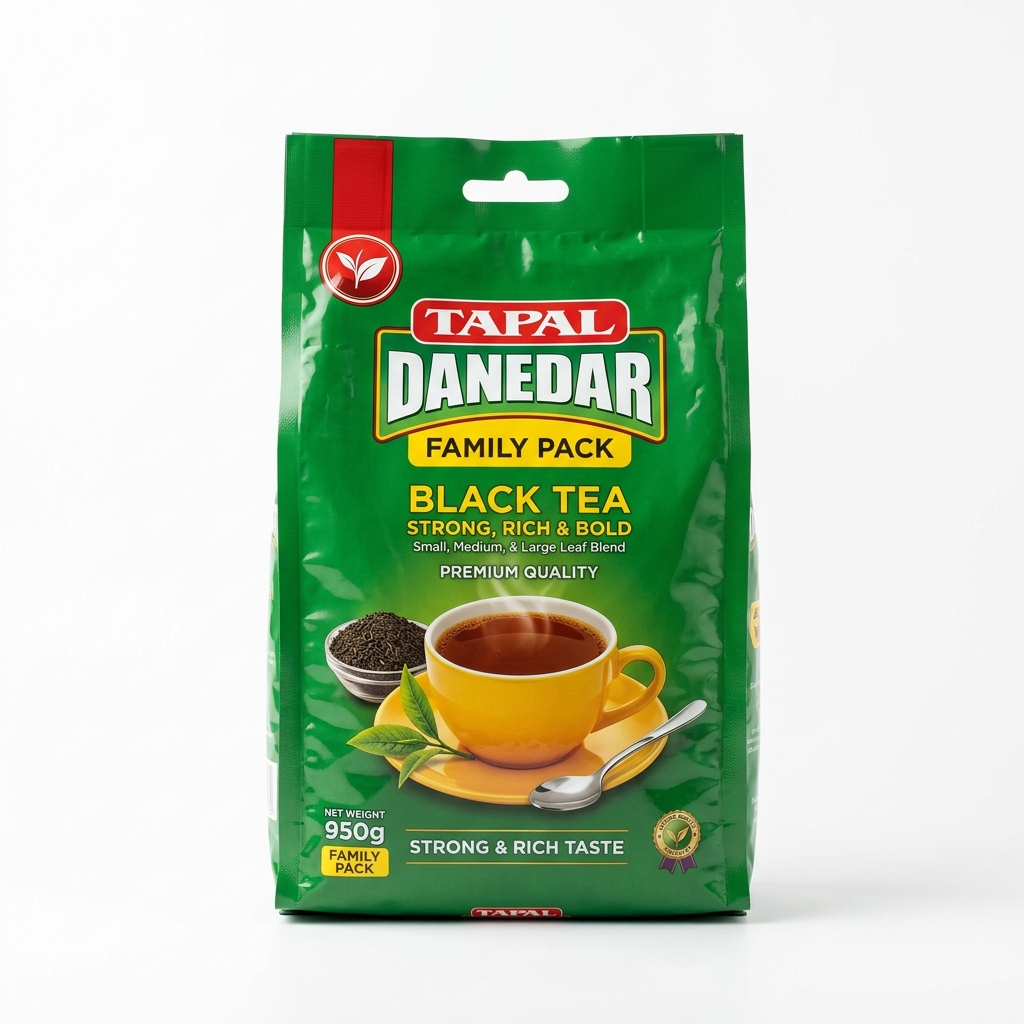 TAPAL
DANEDAR
FAMILY PACK
BLACK TEA
STRONG, RICH & BOLD
Small, Medium, & Large Leaf Blend
PREMIUM QUALITY
NET WEIGHT
950g
FAMILY
PACK
STRONG & RICH TASTE
TAPAL